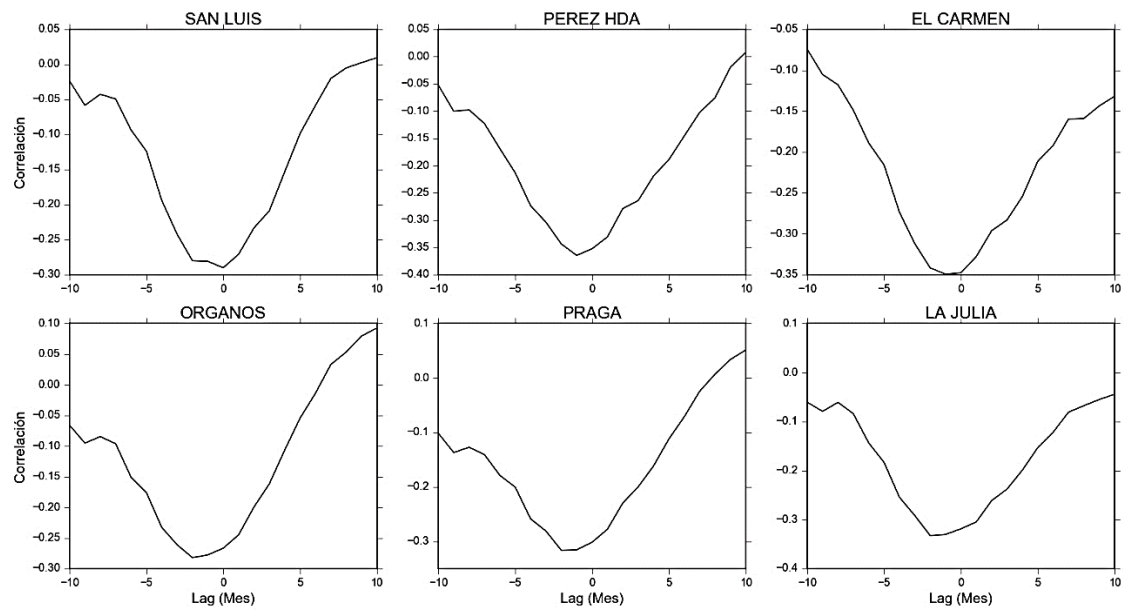 SAN LUIS PEREZ HDA EL CARMEN
0.05 0.05 −0.05
0.00 0.00 −0.10
−0.05 −0.05 −0.15
−0.10 −0.10 −0.20
−0.15 −0.15 −0.25
−0.20 −0.20 −0.30
−0.25 −0.25 −0.35
−0.30 −0.30
−0.35
−0.40
Correlación
−10 −5 0 5 10 −10 −5 0 5 10 −10 −5 0 5 10
ORGANOS PRAGA LA JULIA
0.10 0.1 0.1
0.05 0.0 0.0
0.00 −0.1 −0.1
−0.05 −0.2 −0.2
−0.10 −0.3 −0.3
−0.15 −0.4
−0.20
−0.25
−0.30
Correlación
−10 −5 0 5 10 −10 −5 0 5 10 −10 −5 0 5 10
Lag (Mes) Lag (Mes) Lag (Mes)